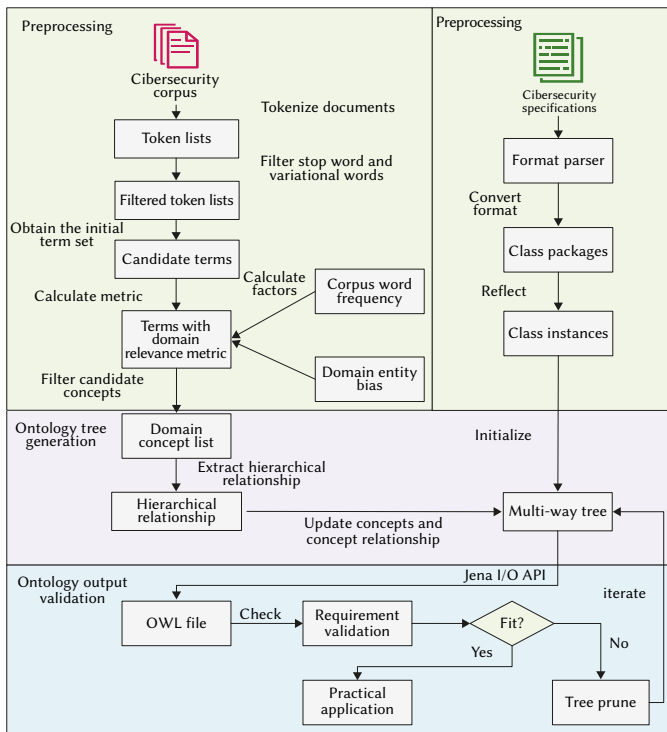 Preprocessing
Cibersecurity
corpus
Tokenize documents
Token lists
Filter stop word and
variational words
Filtered token lists
Obtain the initial
term set
Candidate terms
Calculate metric
Calculate
factors
Corpus word
frequency
Terms with
domain
relevance metric
Domain entity
bias
Filter candidate
concepts
Preprocessing
Cibersecurity
specifications
Format parser
Convert
format
Class packages
Reflect
Class instances
Ontology tree
generation
Domain
concept list
Initialize
Extract hierarchical
relationship
Hierarchical
relationship
Update concepts and
concept relationship
Multi-way tree
Ontology output
validation
Jena I/O API
iterate
OWL file
Check
Requirement
validation
Fit?
Yes
No
Practical
application
Tree prune